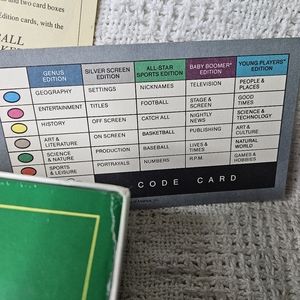 and two card boxes
Edition cards, with the
GENUS EDITION SILVER SCREEN EDITION ALL-STAR SPORTS EDITION BABY BOOMER EDITION YOUNG PLAYERS' EDITION
GEOGRAPHY SETTINGS NICKNAMES TELEVISION PEOPLE & PLACES
ENTERTAINMENT TITLES FOOTBALL STAGE & SCREEN GOOD TIMES
HISTORY OFF SCREEN CATCH ALL NIGHTLY NEWS SCIENCE & TECHNOLOGY
ART & LITERATURE ON SCREEN BASKETBALL PUBLISHING ART & CULTURE
SCIENCE & NATURE PRODUCTION BASEBALL LIVES & TIMES NATURAL WORLD
SPORTS & LEISURE PORTRAYALS NUMBERS R.P.M. GAMES & HOBBIES
CODE CARD